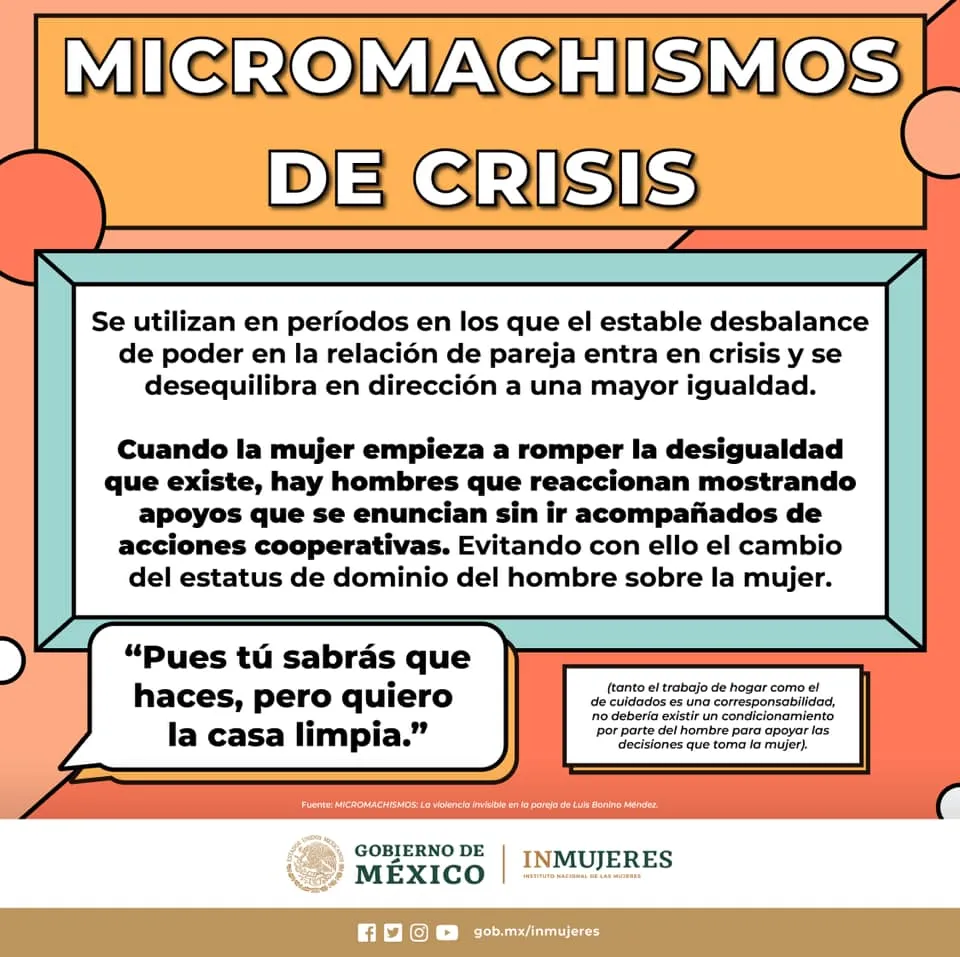 MICROMACHISMOS
DE CRISIS
Se utilizan en períodos en los que el estable desbalance
de poder en la relación de pareja entra en crisis y se
desequilibra en dirección a una mayor igualdad.
Cuando la mujer empieza a romper la desigualdad
que existe, hay hombres que reaccionan mostrando
apoyos que se enuncian sin ir acompañados de
acciones cooperativas. Evitando con ello el cambio
del estatus de dominio del hombre sobre la mujer.
“Pues tú sabrás que
haces, pero quiero
la casa limpia.”
(tanto el trabajo de hogar como el
de cuidados es una corresponsabilidad,
no debería existir un condicionamiento
por parte del hombre para apoyar las
decisiones que toma la mujer).
Fuente: MICROMACHISMOS: La violencia invisible en la pareja de Luis Bonino Méndez.
ESTADOS UNIDOS MEXICANOS
GOBIERNO DE
MÉXICO
INMUJERES
INSTITUTO NACIONAL DE LAS MUJERES
gob.mx/inmujeres